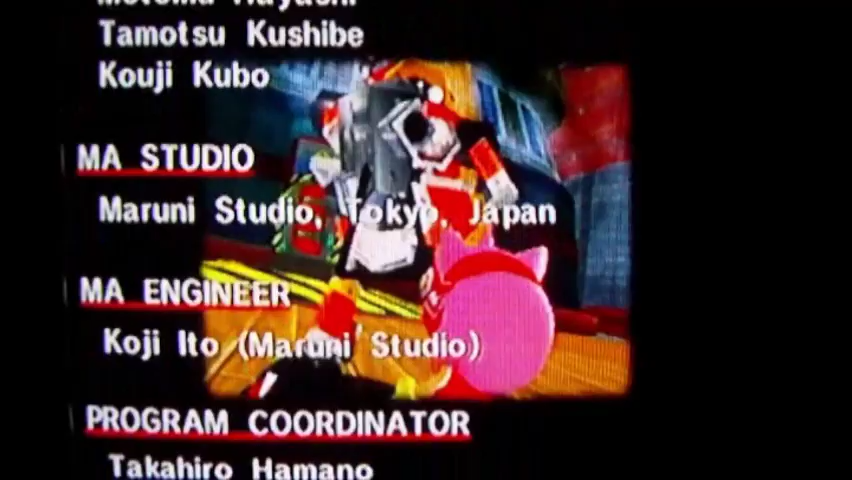 Tamotsu Kushibe
Kouji Kubo
MA STUDIO
Maruni Studio, Tokyo, Japan
MA ENGINEER
Koji Ito (Maruni Studio)
PROGRAM COORDINATOR
Takahiro Hamano